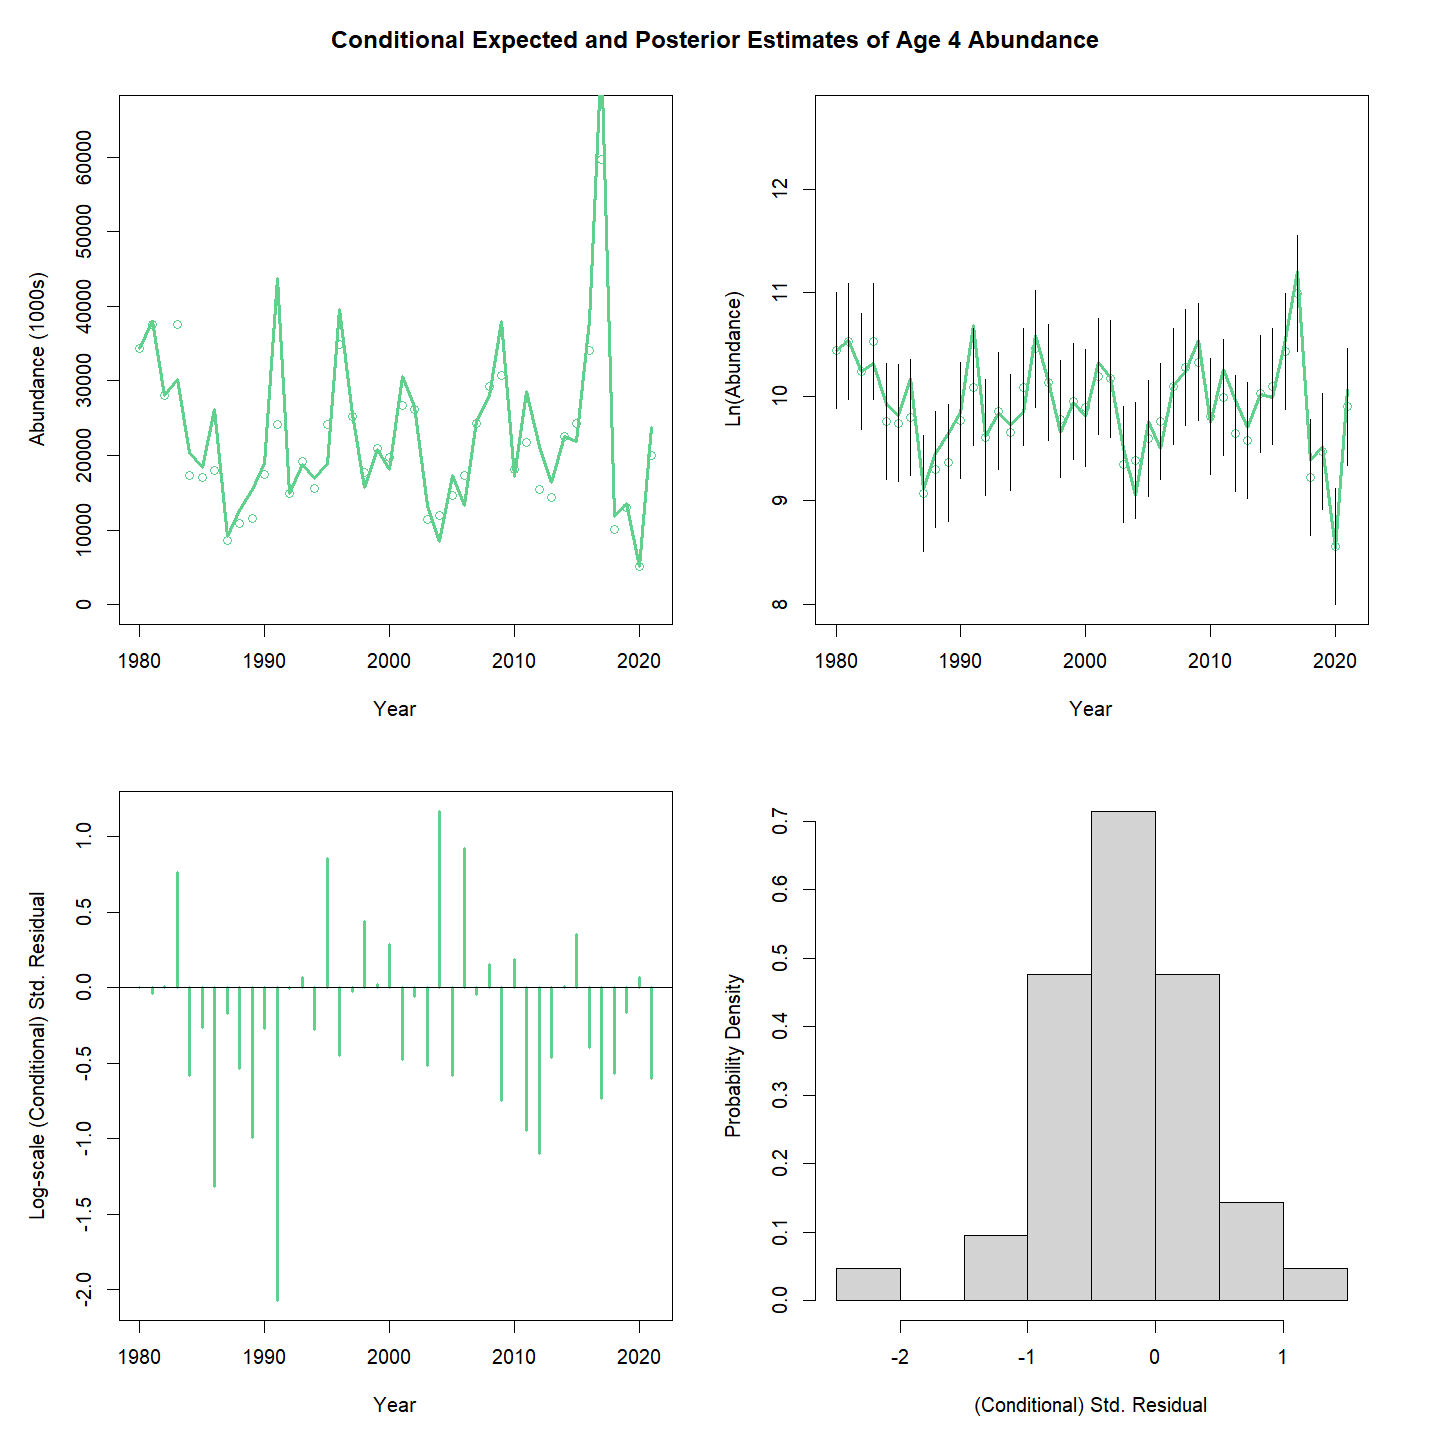 Conditional Expected and Posterior Estimates of Age 4 Abundance
Abundance (1000s)
60000
50000
40000
30000
20000
10000
0
1980 1990 2000 2010 2020
Year
Ln(Abundance)
12
11
10
9
8
1980 1990 2000 2010 2020
Year
Log-scale (Conditional) Std. Residual
1.0
0.5
0.0
-0.5
-1.0
-1.5
-2.0
1980 1990 2000 2010 2020
Year
Probability Density
0.7
0.6
0.5
0.4
0.3
0.2
0.1
0.0
-2 -1 0 1
(Conditional) Std. Residual